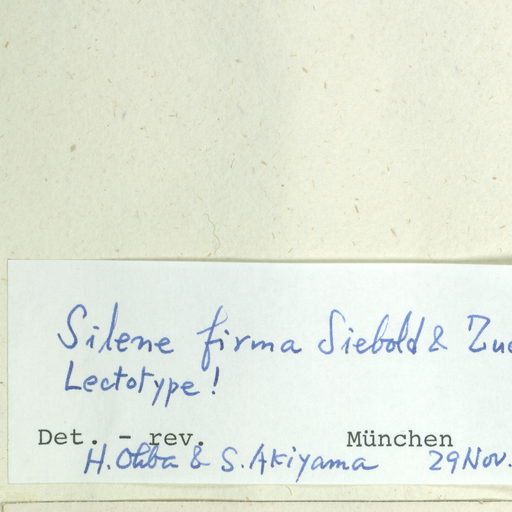 Silene firma Siebold & Zuc
Lectotype!
Det. - rev. München
H. Ohba & S. Akiyama 29 Nov.